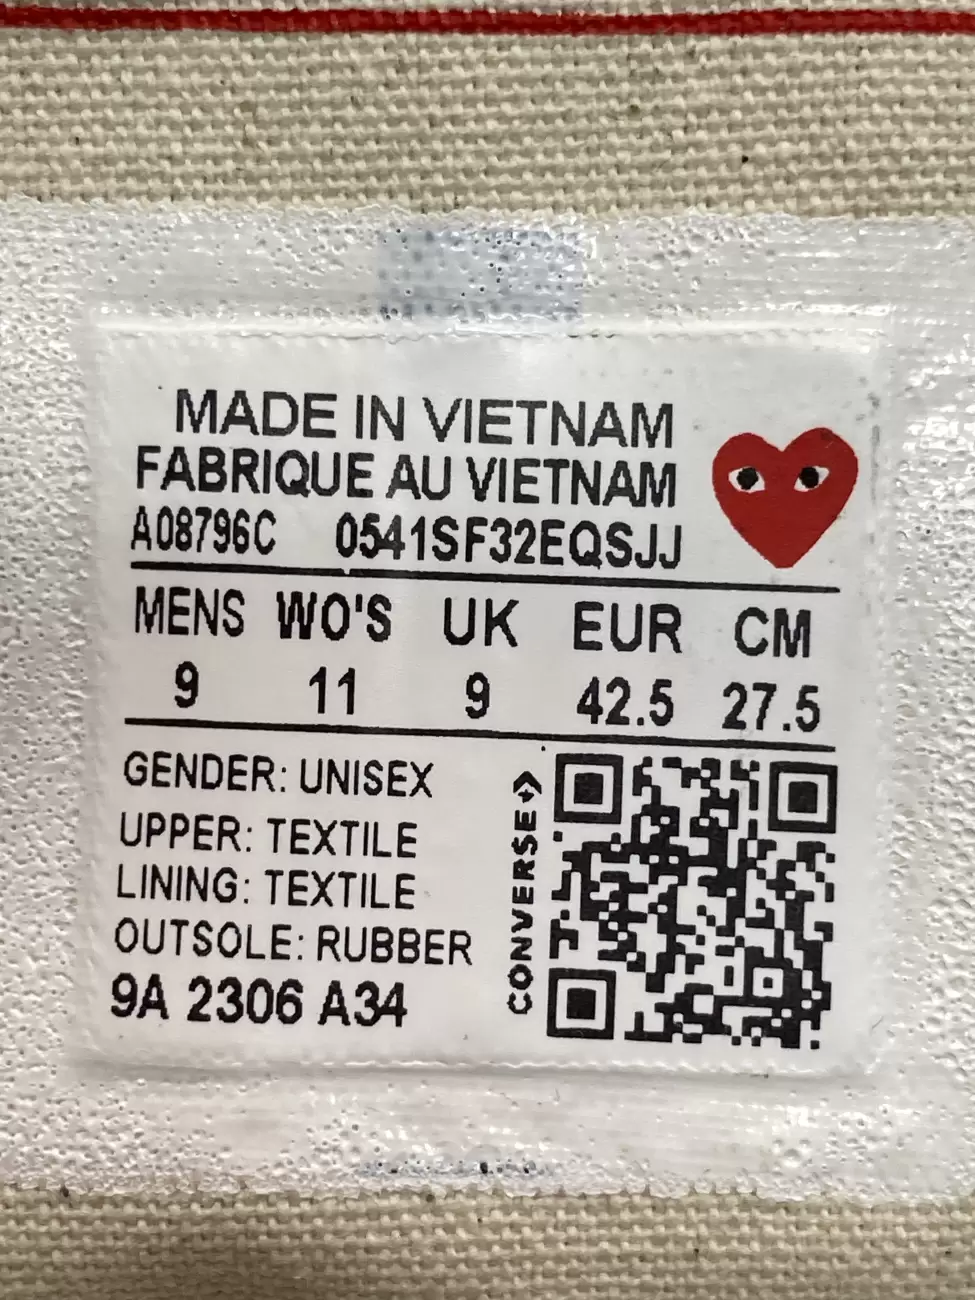 MADE IN VIETNAM
FABRIQUE AU VIETNAM
A08796C 0541SF32EQSJJ
MENS WO'S UK EUR CM
9 11 9 42.5 27.5
GENDER: UNISEX
UPPER: TEXTILE
LINING: TEXTILE
OUTSOLE: RUBBER
9A 2306 A34
CONVERSE